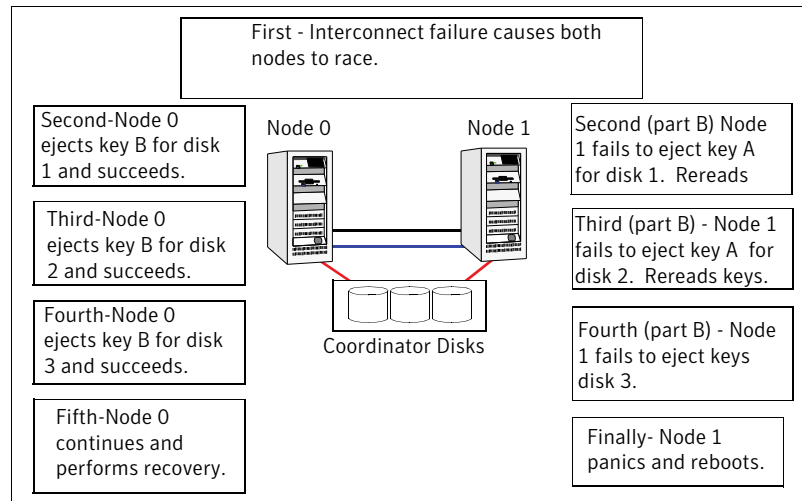 First - Interconnect failure causes both
nodes to race.
Second-Node 0
ejects key B for disk
1 and succeeds.
Node 0
Node 1
Second (part B) Node
1 fails to eject key A
for disk 1.  Rereads
Third-Node 0
ejects key B for disk
2 and succeeds.
Third (part B) - Node 1
fails to eject key A  for
disk 2.  Rereads keys.
Fourth-Node 0
ejects key B for disk
3 and succeeds.
Coordinator Disks
Fourth (part B) - Node
1 fails to eject keys
disk 3.
Fifth-Node 0
continues and
performs recovery.
Finally- Node 1
panics and reboots.